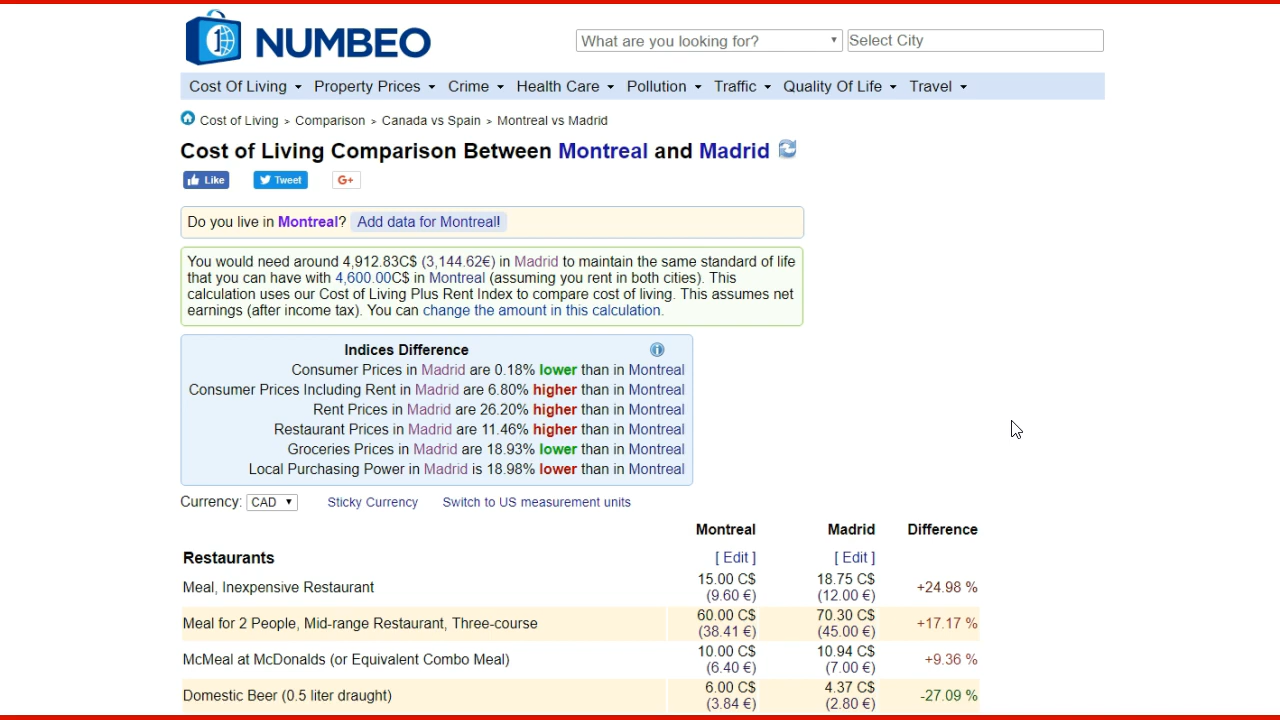 NUMBEO
What are you looking for? Select City
Cost Of Living Property Prices Crime Health Care Pollution Traffic Quality Of Life Travel
Cost of Living > Comparison > Canada vs Spain > Montreal vs Madrid
Cost of Living Comparison Between Montreal and Madrid
Like Tweet G+
Do you live in Montreal? Add data for Montreal!
You would need around 4,912.83C$ (3,144.62€) in Madrid to maintain the same standard of life
that you can have with 4,600.00C$ in Montreal (assuming you rent in both cities). This
calculation uses our Cost of Living Plus Rent Index to compare cost of living. This assumes net
earnings (after income tax). You can change the amount in this calculation.
Indices Difference
Consumer Prices in Madrid are 0.18% lower than in Montreal
Consumer Prices Including Rent in Madrid are 6.80% higher than in Montreal
Rent Prices in Madrid are 26.20% higher than in Montreal
Restaurant Prices in Madrid are 11.46% higher than in Montreal
Groceries Prices in Madrid are 18.93% lower than in Montreal
Local Purchasing Power in Madrid is 18.98% lower than in Montreal
Currency: CAD Sticky Currency Switch to US measurement units
Montreal Madrid Difference
Restaurants [ Edit ] [ Edit ]
Meal, Inexpensive Restaurant 15.00 C$ (9.60 €) 18.75 C$ (12.00 €) +24.98 %
Meal for 2 People, Mid-range Restaurant, Three-course 60.00 C$ (38.41 €) 70.30 C$ (45.00 €) +17.17 %
McMeal at McDonalds (or Equivalent Combo Meal) 10.00 C$ (6.40 €) 10.94 C$ (7.00 €) +9.36 %
Domestic Beer (0.5 liter draught) 6.00 C$ (3.84 €) 4.37 C$ (2.80 €) -27.09 %